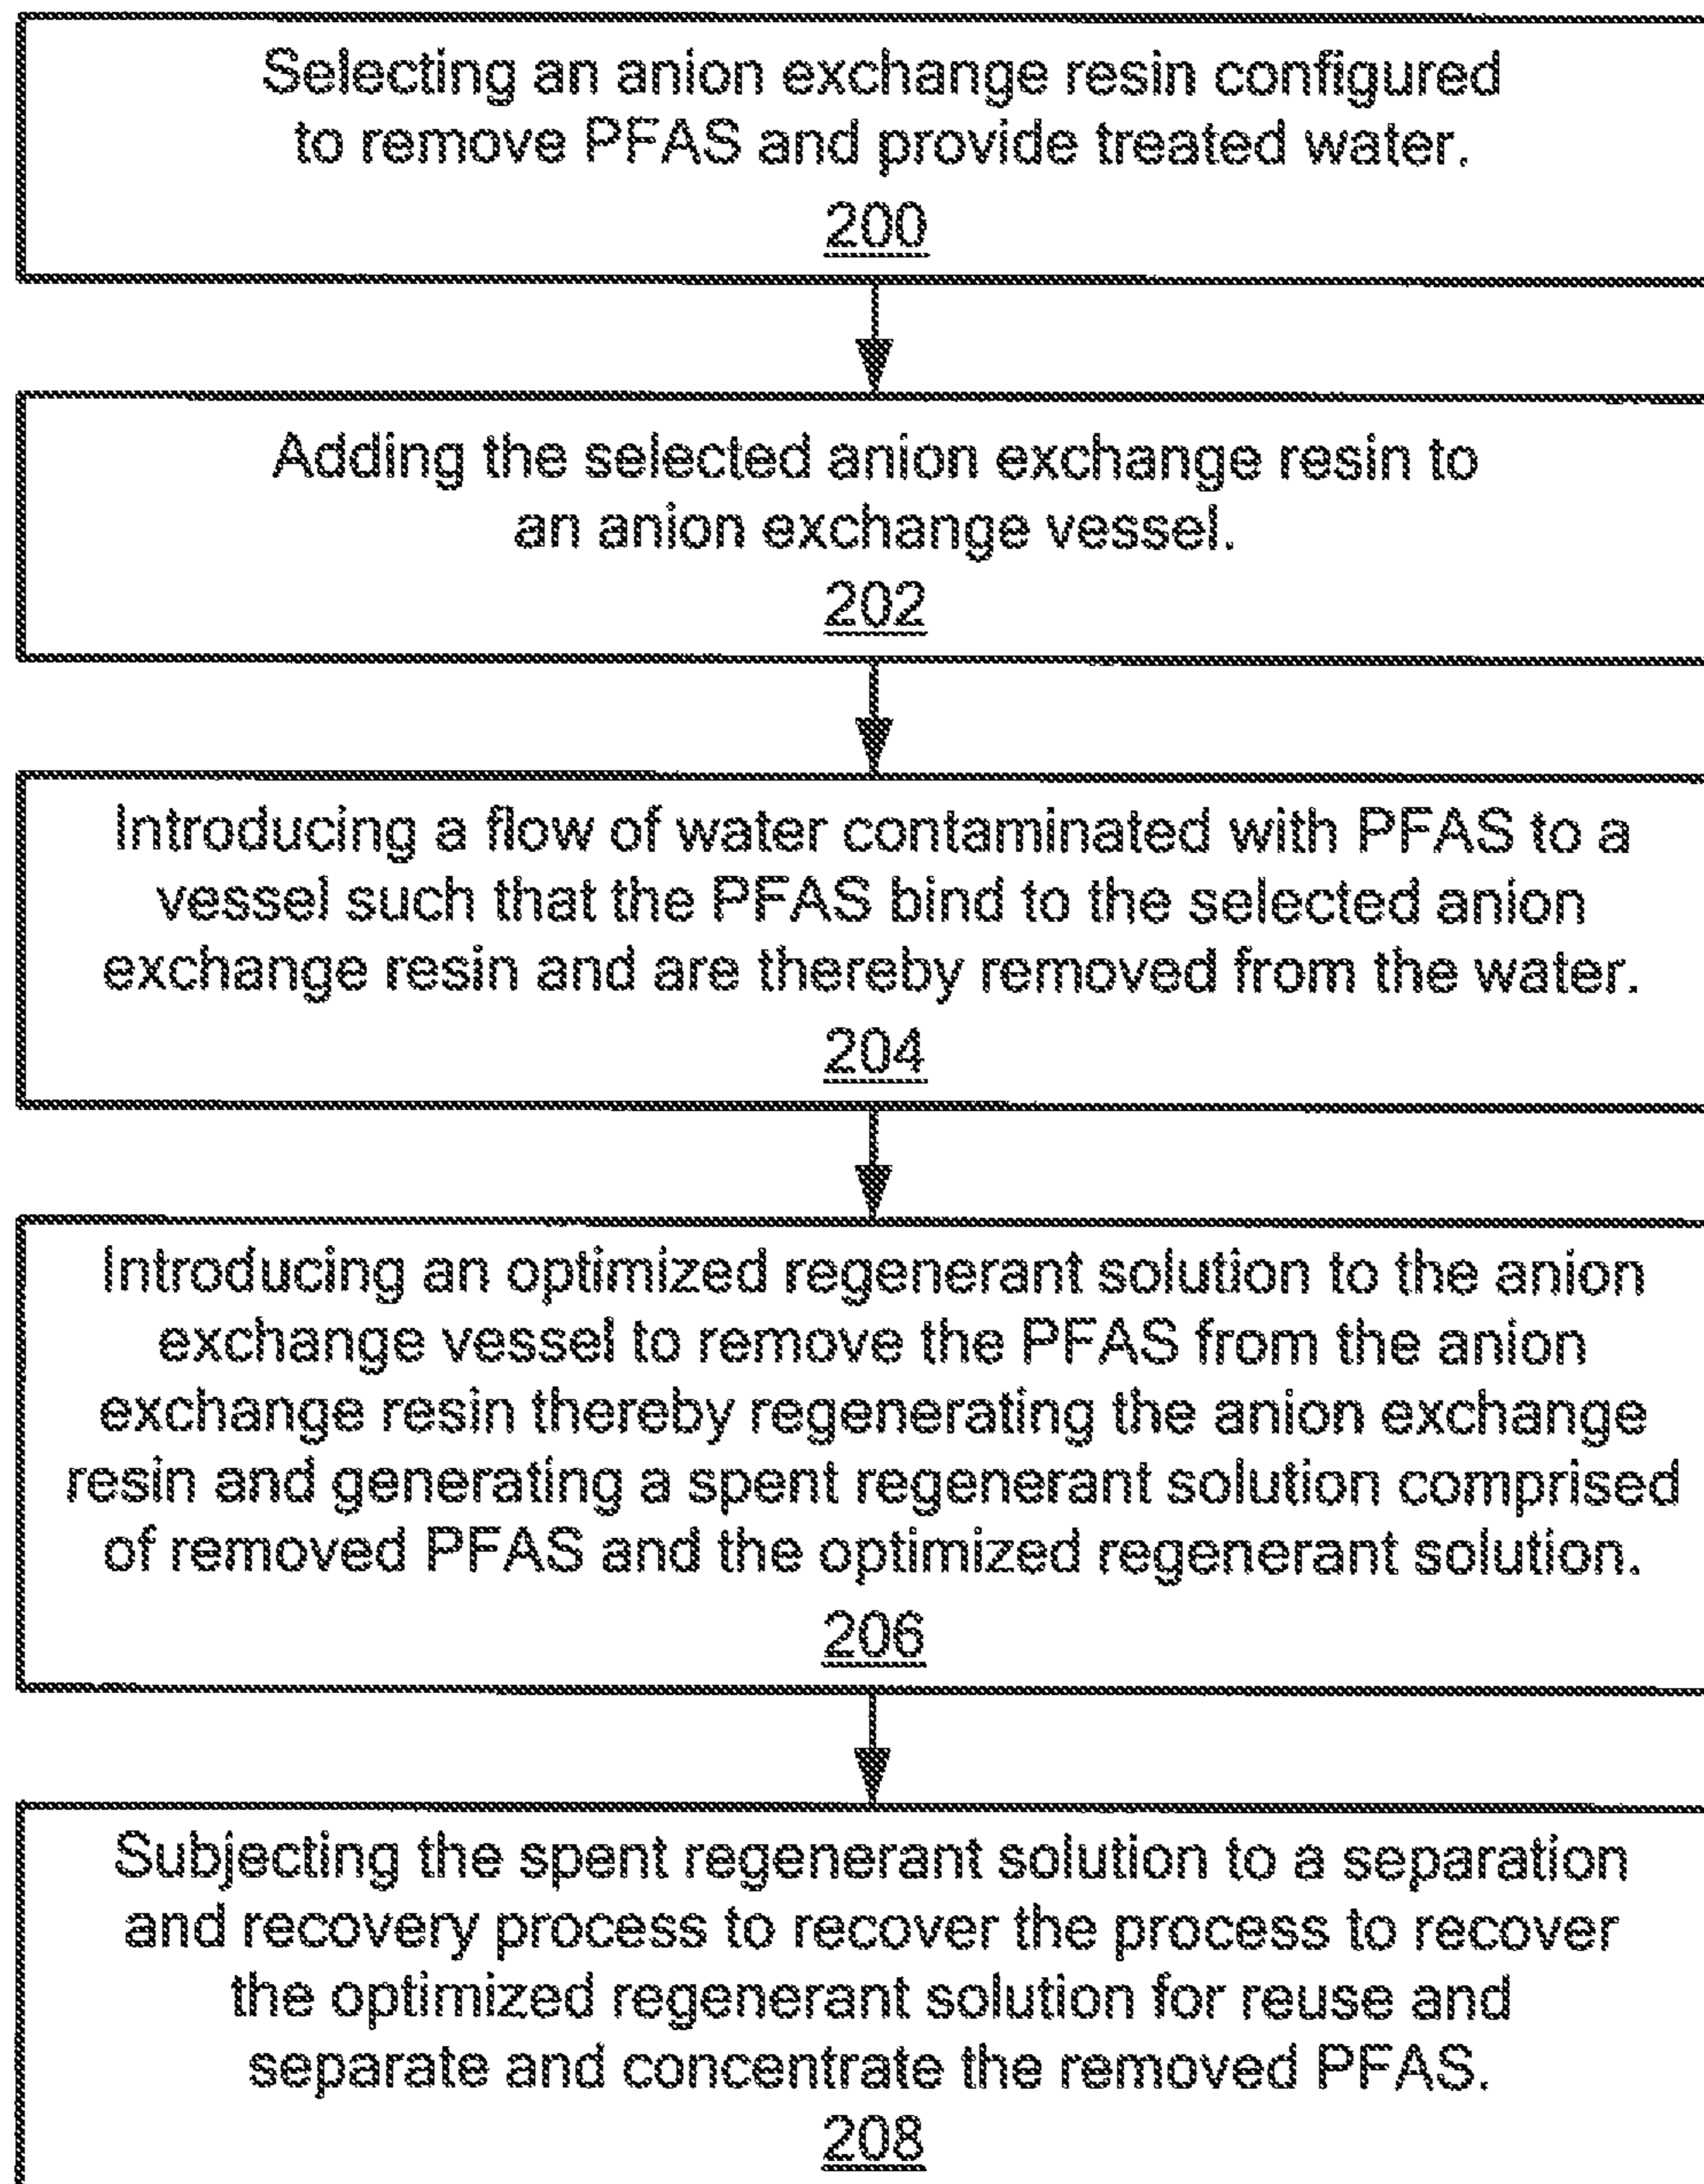 Selecting an anion exchange resin configured
to remove PFAS and provide treated water.
200
Adding the selected anion exchange resin to
an anion exchange vessel.
202
Introducing a flow of water contaminated with PFAS to a
vessel such that the PFAS bind to the selected anion
exchange resin and are thereby removed from the water.
204
Introducing an optimized regenerant solution to the anion
exchange vessel to remove the PFAS from the anion
exchange resin thereby regenerating the anion exchange
resin and generating a spent regenerant solution comprised
of removed PFAS and the optimized regenerant solution.
206
Subjecting the spent regenerant solution to a separation
and recovery process to recover the process to recover
the optimized regenerant solution for reuse and
separate and concentrate the removed PFAS.
208